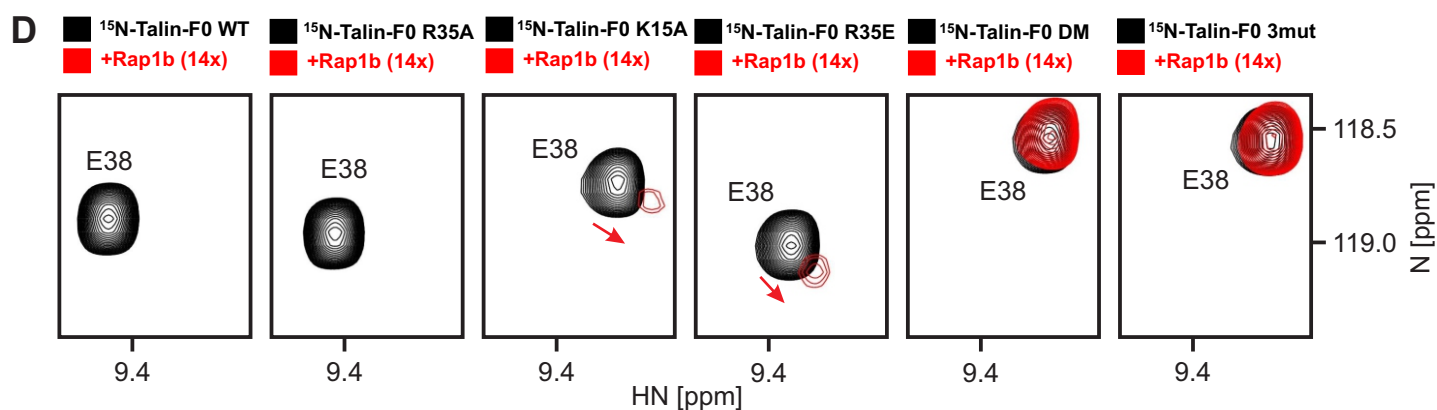 D
¹⁵N-Talin-F0 WT
+Rap1b (14x)
¹⁵N-Talin-F0 R35A
+Rap1b (14x)
¹⁵N-Talin-F0 K15A
+Rap1b (14x)
¹⁵N-Talin-F0 R35E
+Rap1b (14x)
¹⁵N-Talin-F0 DM
+Rap1b (14x)
¹⁵N-Talin-F0 3mut
+Rap1b (14x)
E38
E38
E38
E38
E38
E38
118.5
119.0
N [ppm]
9.4
9.4
9.4
9.4
9.4
9.4
HN [ppm]